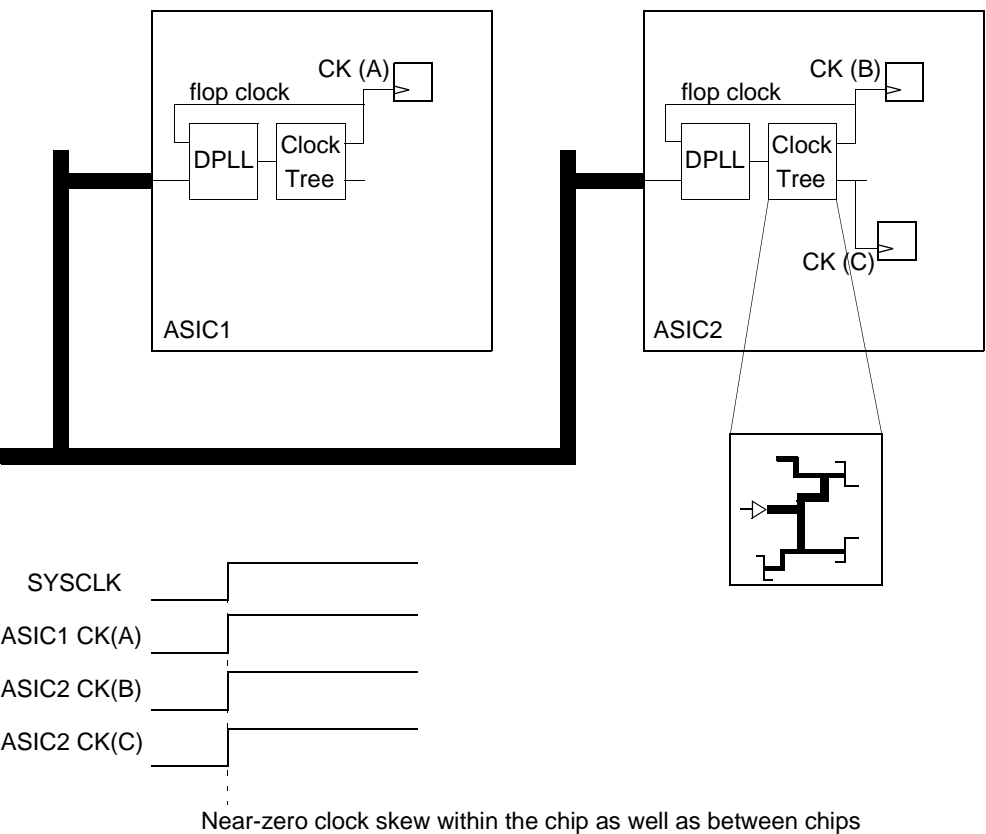 CK (A)
flop clock
DPLL
Clock
Tree
ASIC1
CK (B)
flop clock
DPLL
Clock
Tree
CK (C)
ASIC2
SYSCLK
ASIC1 CK(A)
ASIC2 CK(B)
ASIC2 CK(C)
Near-zero clock skew within the chip as well as between chips